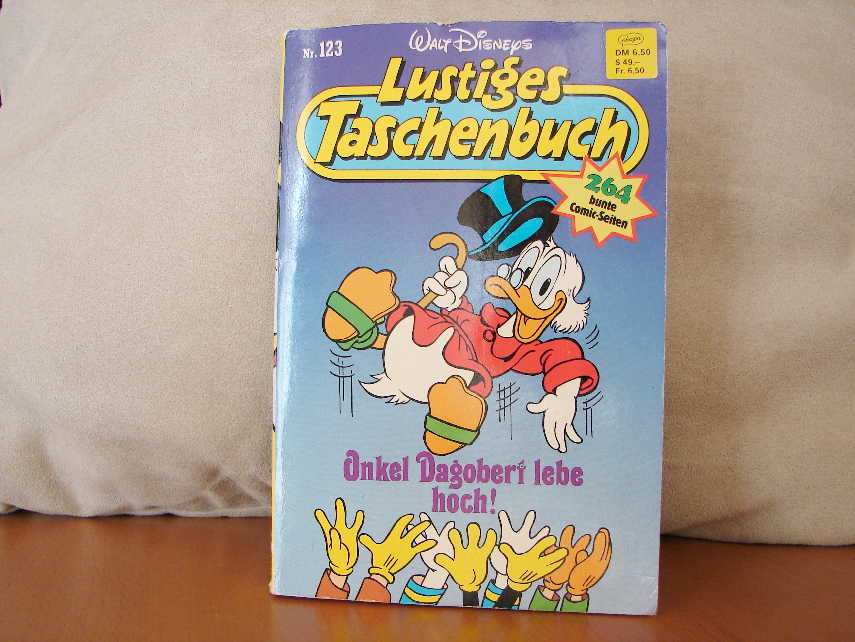 Nr. 123
WALT DISNEYS
Lustiges
Taschenbuch
ehapa
DM 6,50
S 49,–
Fr. 6,50
264
bunte
Comic-Seiten
Onkel Dagobert lebe
hoch!